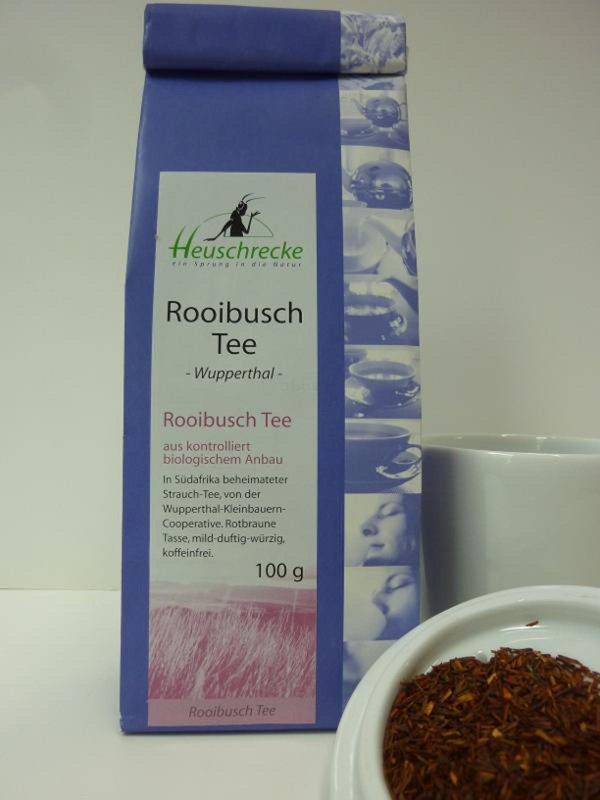 Heuschrecke
ein Sprung in die Natur
Rooibusch
Tee
- Wupperthal -
Rooibusch Tee
aus kontrolliert
biologischem Anbau
In Südafrika beheimateter
Strauch-Tee, von der
Wupperthal-Kleinbauern-
Cooperative. Rotbraune
Tasse, mild-duftig-würzig,
koffeinfrei.
100 g
Rooibusch Tee